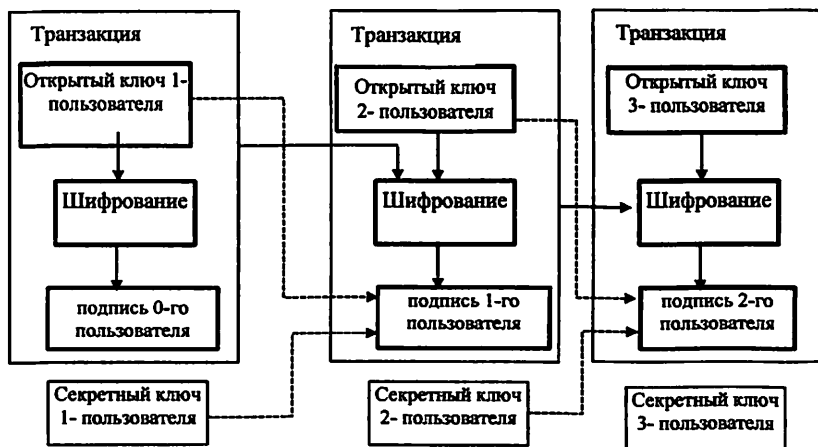 Транзакция
Открытый ключ 1-
пользователя
Шифрование
подпись 0-го
пользователя
Секретный ключ
1- пользователя
Транзакция
Открытый ключ
2- пользователя
Шифрование
подпись 1-го
пользователя
Секретный ключ
2- пользователя
Транзакция
Открытый ключ
3- пользователя
Шифрование
подпись 2-го
пользователя
Секретный ключ
3- пользователя